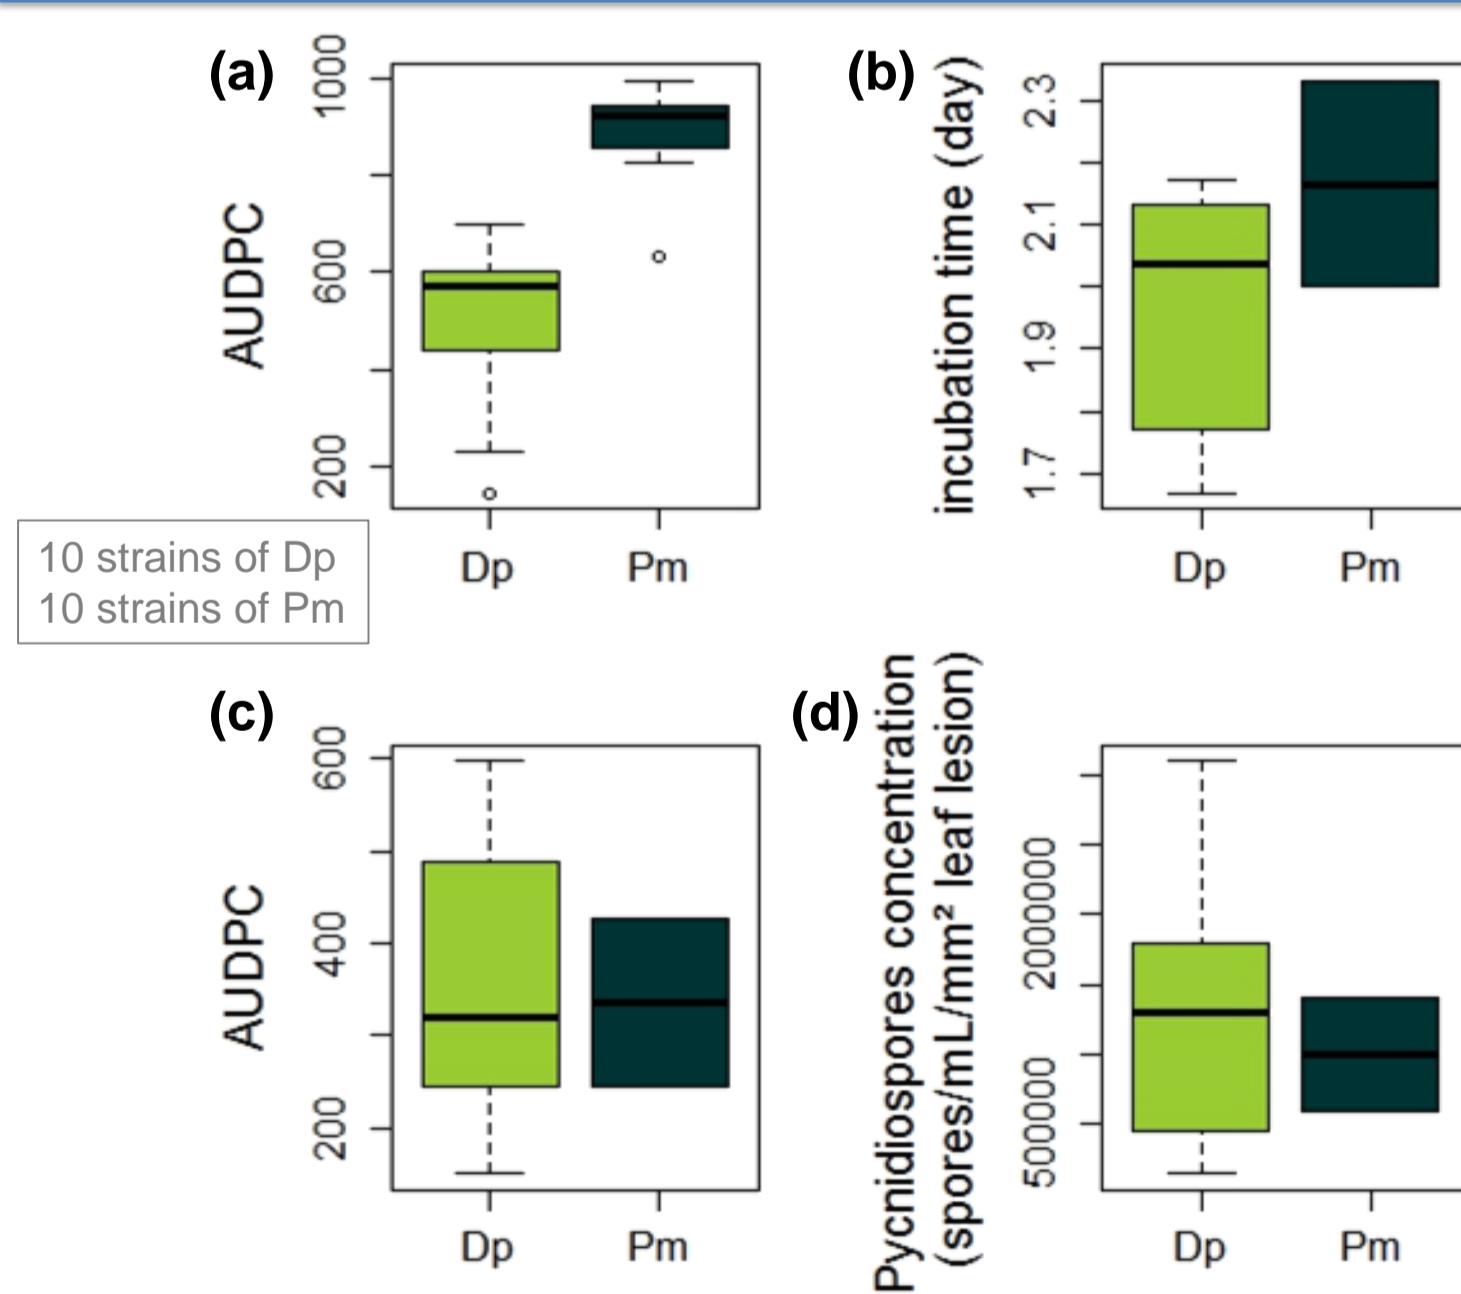 (a)
AUDPC
1000
600
200
Dp Pm
(b)
incubation time (day)
2.3
2.1
1.9
1.7
Dp Pm
10 strains of Dp
10 strains of Pm
(c)
AUDPC
600
400
200
Dp Pm
(d)
Pycnidiospores concentration
(spores/mL/mm² leaf lesion)
2000000
500000
Dp Pm